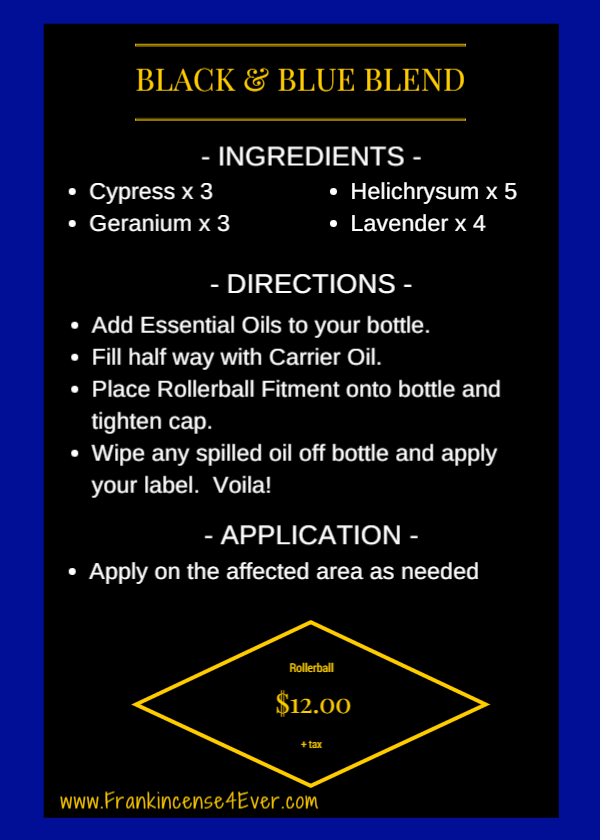 BLACK & BLUE BLEND
- INGREDIENTS -
• Cypress x 3
• Geranium x 3
• Helichrysum x 5
• Lavender x 4
- DIRECTIONS -
• Add Essential Oils to your bottle.
• Fill half way with Carrier Oil.
• Place Rollerball Fitment onto bottle and
tighten cap.
• Wipe any spilled oil off bottle and apply
your label.  Voila!
- APPLICATION -
• Apply on the affected area as needed
Rollerball
$12.00
+ tax
www.Frankincense4Ever.com